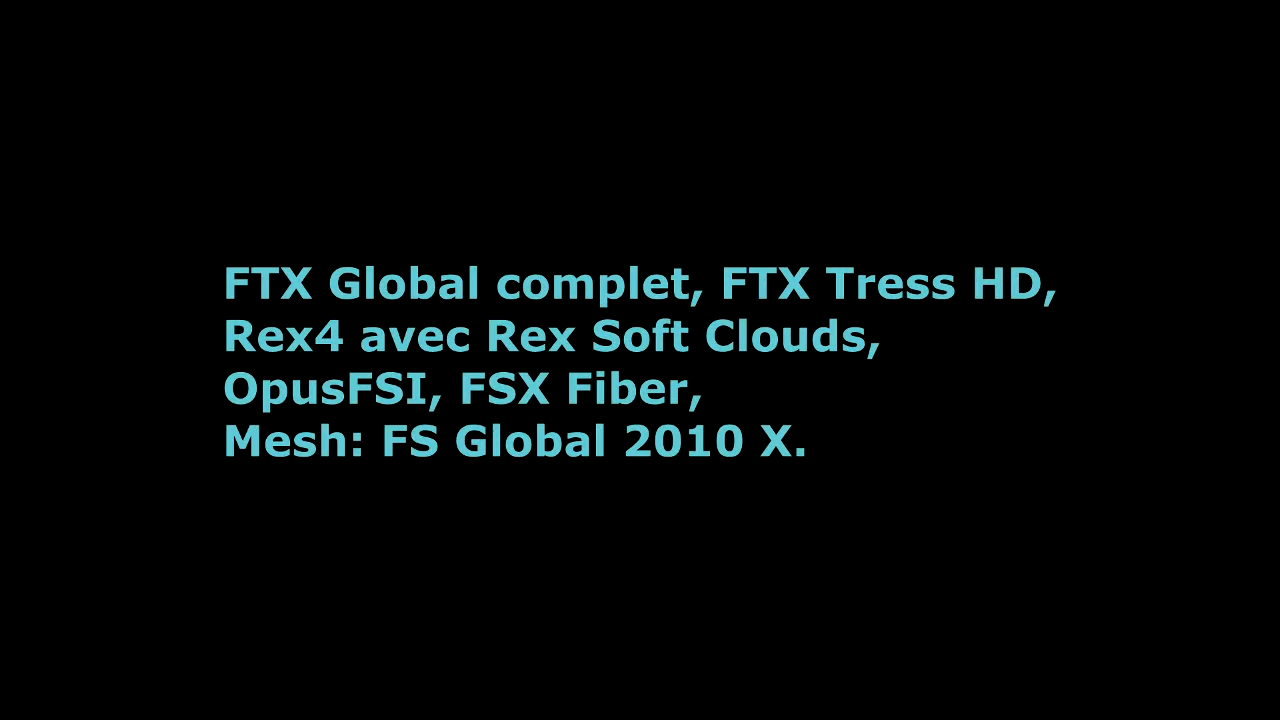 FTX Global complet, FTX Tress HD,
Rex4 avec Rex Soft Clouds,
OpusFSI, FSX Fiber,
Mesh: FS Global 2010 X.